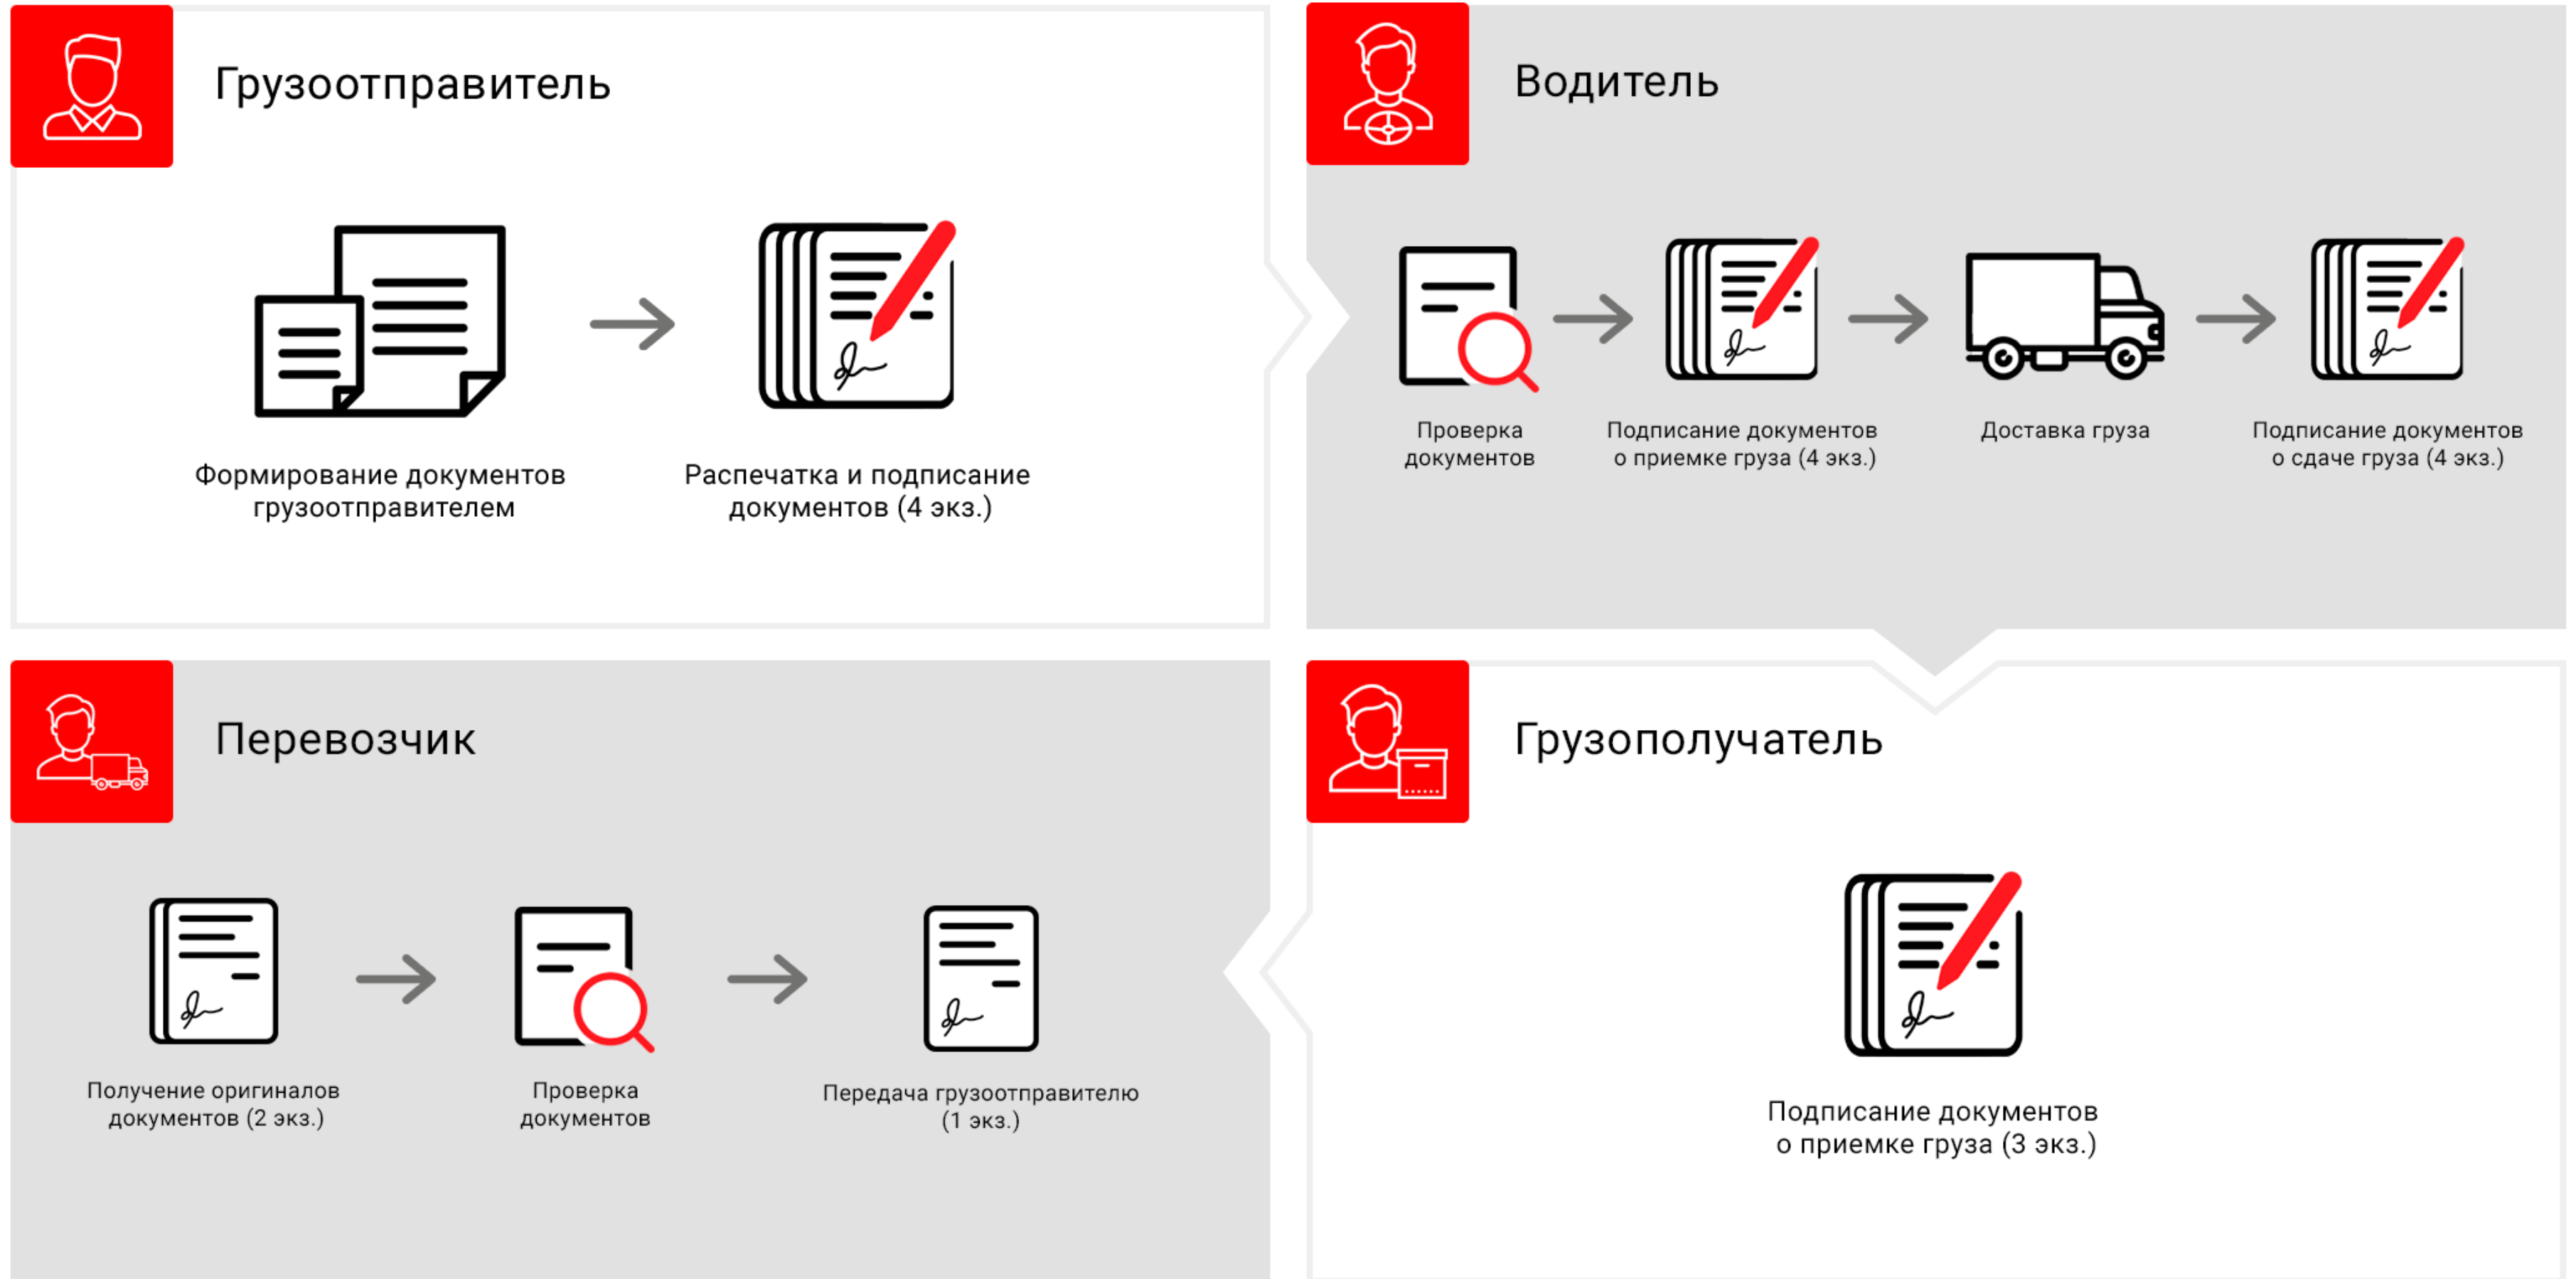 Грузоотправитель
Формирование документов
грузоотправителем
Распечатка и подписание
документов (4 экз.)
Водитель
Проверка
документов
Подписание документов
о приемке груза (4 экз.)
Доставка груза
Подписание документов
о сдаче груза (4 экз.)
Перевозчик
Получение оригиналов
документов (2 экз.)
Проверка
документов
Передача грузоотправителю
(1 экз.)
Грузополучатель
Подписание документов
о приемке груза (3 экз.)